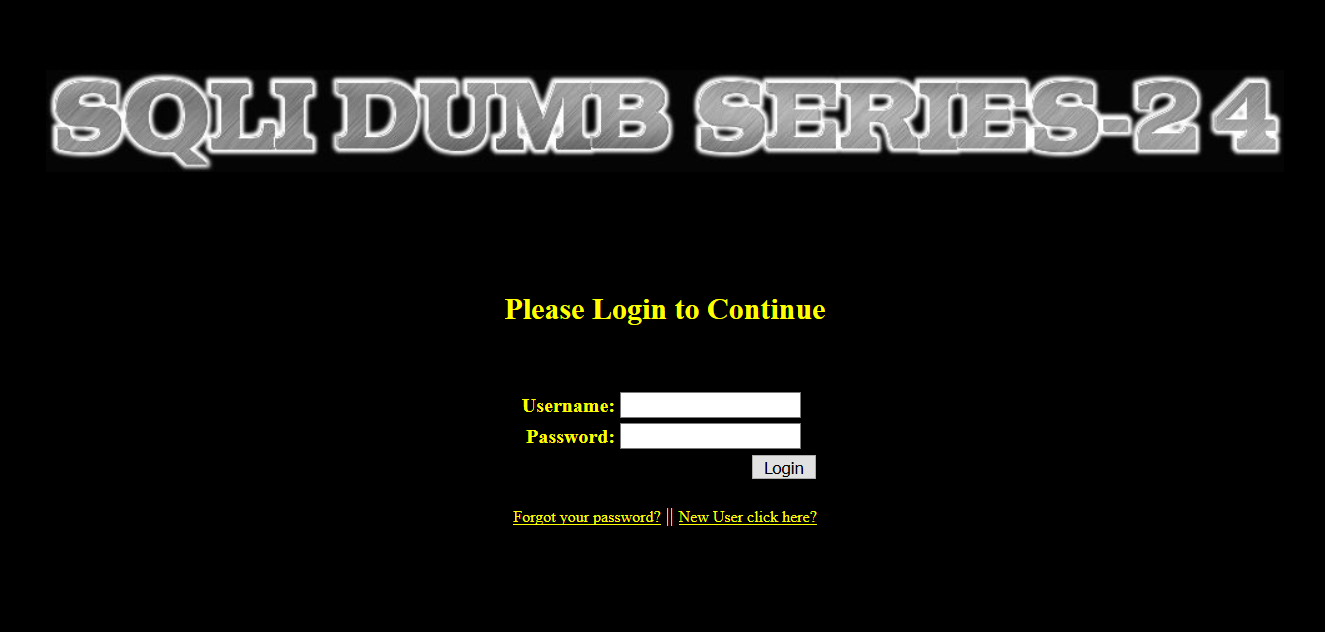 SQLI DUMB SERIES-24
Please Login to Continue
Username:
Password:
Login
Forgot your password? || New User click here?